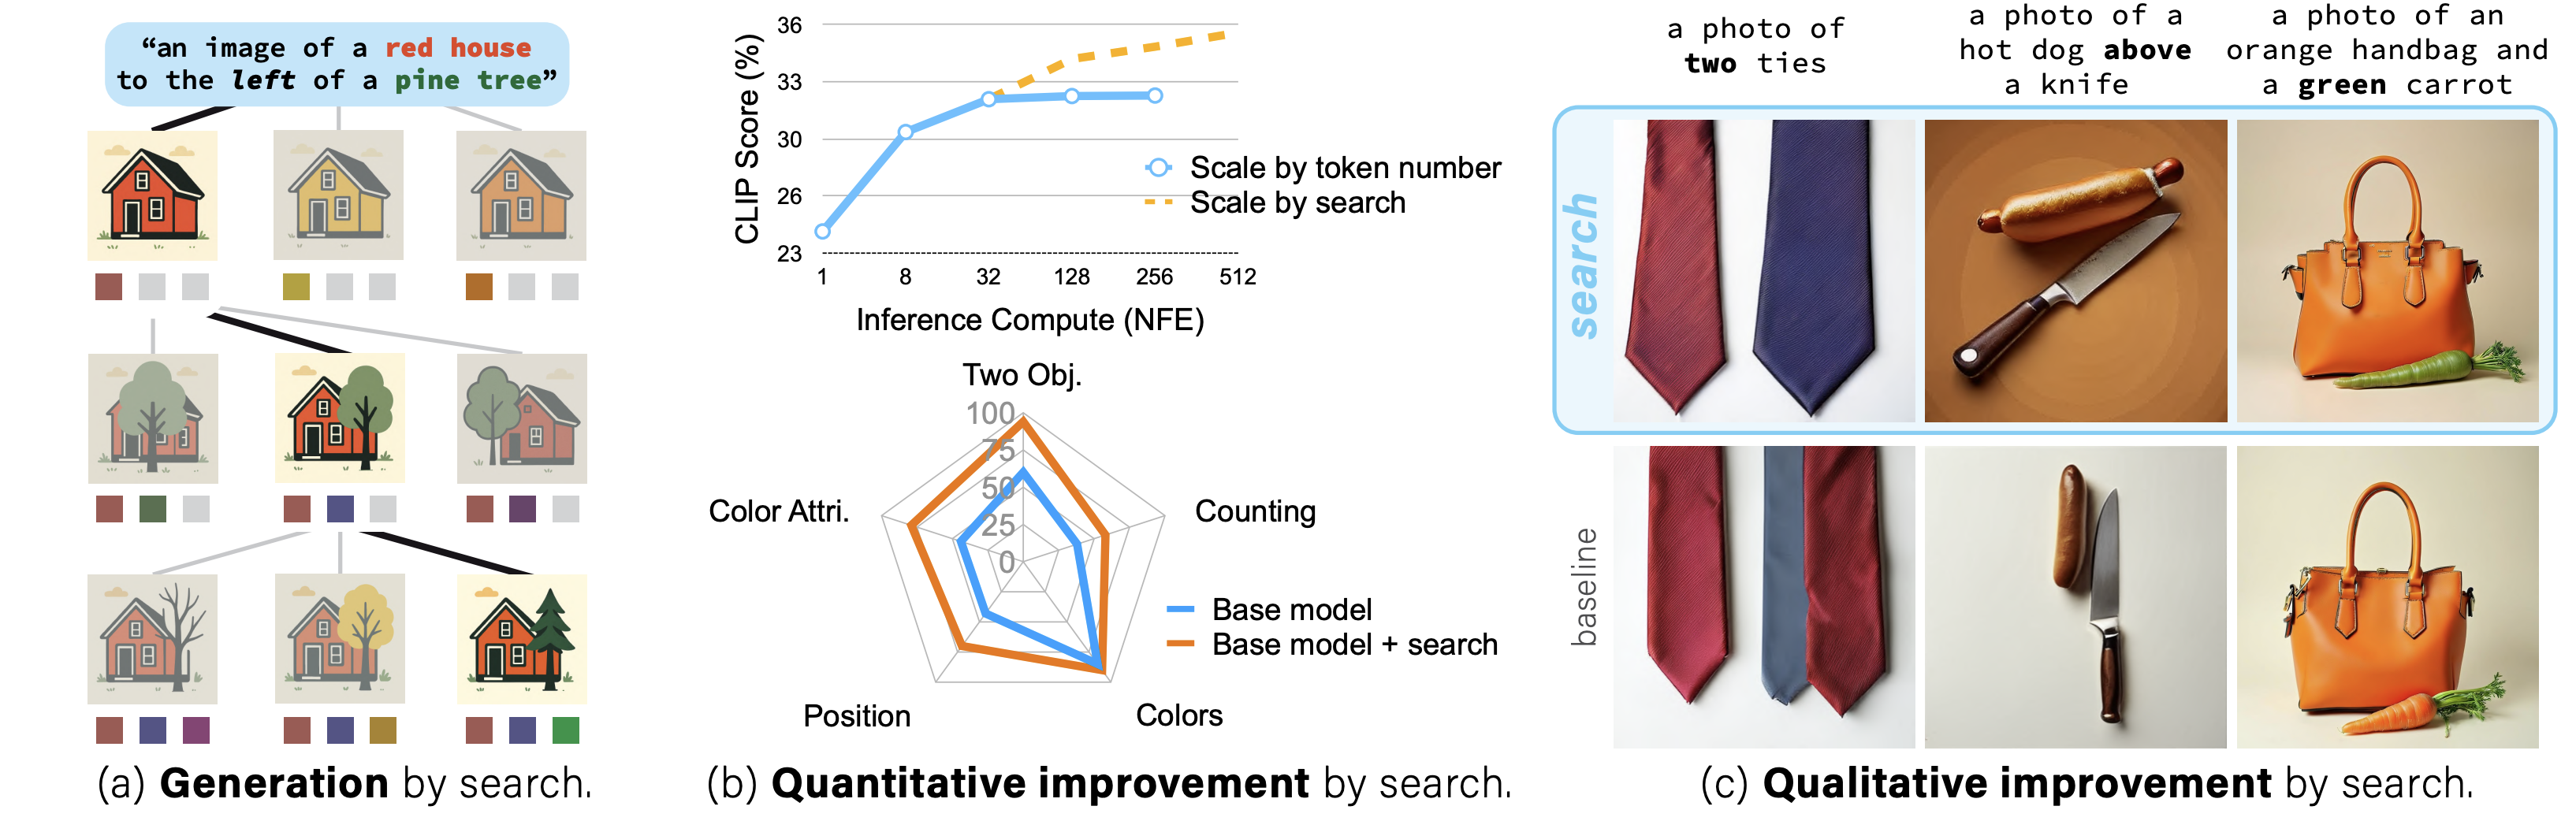 “an image of a red house
to the left of a pine tree”
(a) Generation by search.
CLIP Score (%)
36
33
30
26
23
1 8 32 128 256 512
Inference Compute (NFE)
Scale by token number
Scale by search
Two Obj.
100
75
50
25
0
Color Attri.
Counting
Position
Colors
Base model
Base model + search
(b) Quantitative improvement by search.
a photo of
two ties
a photo of a
hot dog above
a knife
a photo of an
orange handbag and
a green carrot
search
baseline
(c) Qualitative improvement by search.